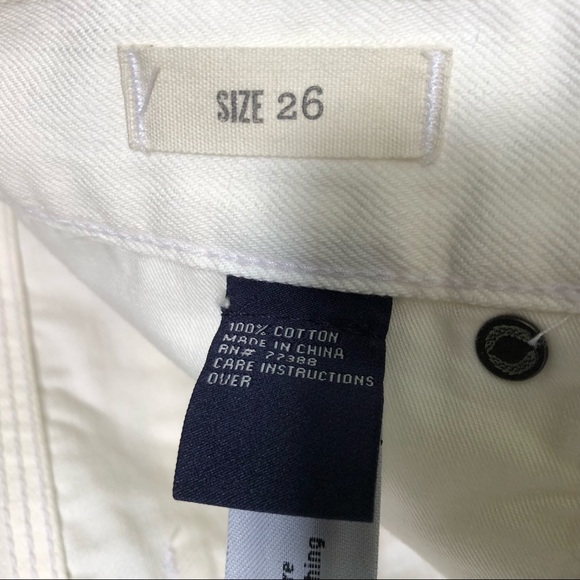 SIZE 26
100% COTTON
MADE IN CHINA
RN# 77388
CARE INSTRUCTIONS
OVER